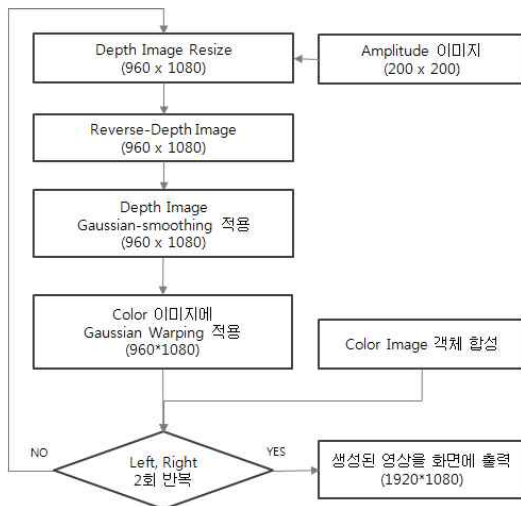 Depth Image Resize
(960 x 1080)
Amplitude 이미지
(200 x 200)
Reverse-Depth Image
(960 x 1080)
Depth Image
Gaussian-smoothing 적용
(960 x 1080)
Color 이미지에
Gaussian Warping 적용
(960*1080)
Color Image 객체 합성
NO
Left, Right
2회 반복
YES
생성된 영상을 화면에 출력
(1920*1080)